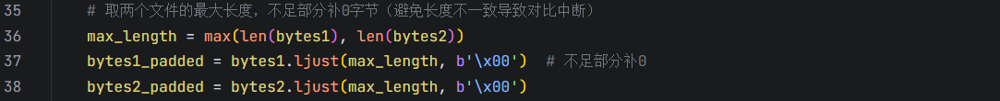 35 # 取两个文件的最大长度，不足部分补0字节（避免长度不一致导致对比中断）
36 max_length = max(len(bytes1), len(bytes2))
37 bytes1_padded = bytes1.ljust(max_length, b'\x00')  # 不足部分补0
38 bytes2_padded = bytes2.ljust(max_length, b'\x00')